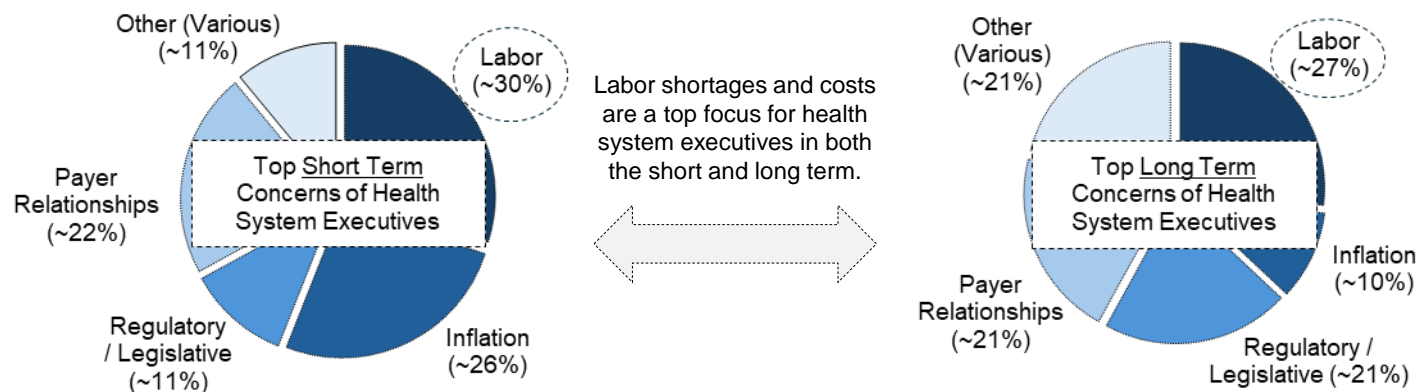 Other (Various)
(~11%)
Labor
(~30%)
Top Short Term
Concerns of Health
System Executives
Payer
Relationships
(~22%)
Regulatory
/ Legislative
(~11%)
Inflation
(~26%)
Labor shortages and costs
are a top focus for health
system executives in both
the short and long term.
Other
(Various)
(~21%)
Labor
(~27%)
Top Long Term
Concerns of Health
System Executives
Inflation
(~10%)
Payer
Relationships
(~21%)
Regulatory /
Legislative (~21%)